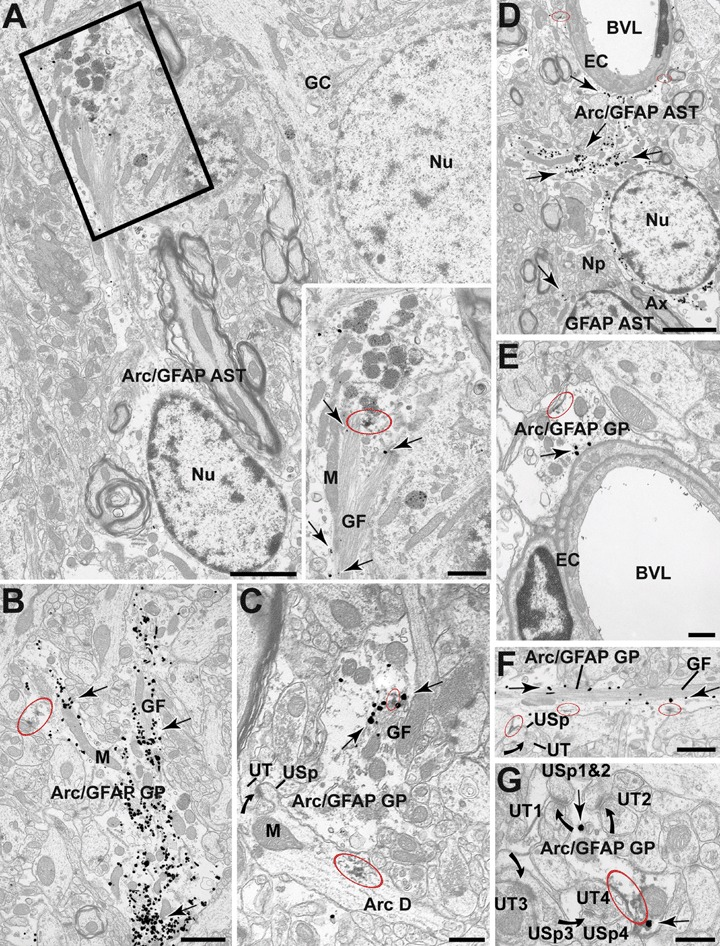 A
GC
Nu
Arc/GFAP AST
Nu
M
GF
B
GF
M
Arc/GFAP GP
C
GF
UT USp
Arc/GFAP GP
M
Arc D
D
BVL
EC
Arc/GFAP AST
Nu
Np
Ax
GFAP AST
E
Arc/GFAP GP
EC
BVL
F
Arc/GFAP GP
GF
USp
UT
G
USp1&2
UT1
UT2
Arc/GFAP GP
UT3
UT4
USp3 USp4